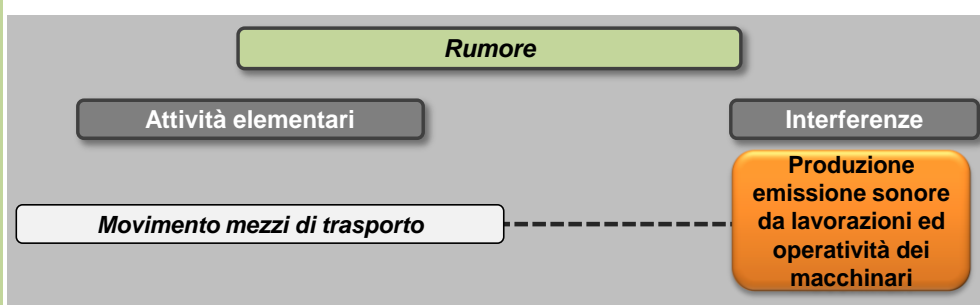 Rumore
Attività elementari
Interferenze
Movimento mezzi di trasporto
Produzione
emissione sonore
da lavorazioni ed
operatività dei
macchinari